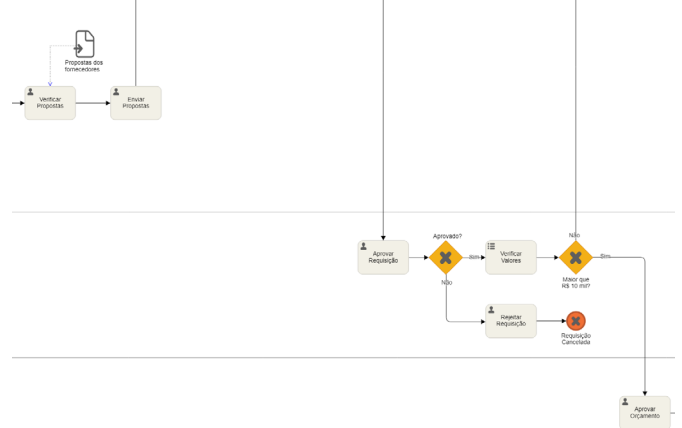 Propostas dos
fornecedores
Verificar
Propostas
Enviar
Propostas
Aprovado?
Não
Aprovar
Requisição
Sim
Verificar
Valores
Sim
Maior que
R$ 10 mil?
Não
Rejeitar
Requisição
Requisição
Cancelada
Aprovar
Orçamento